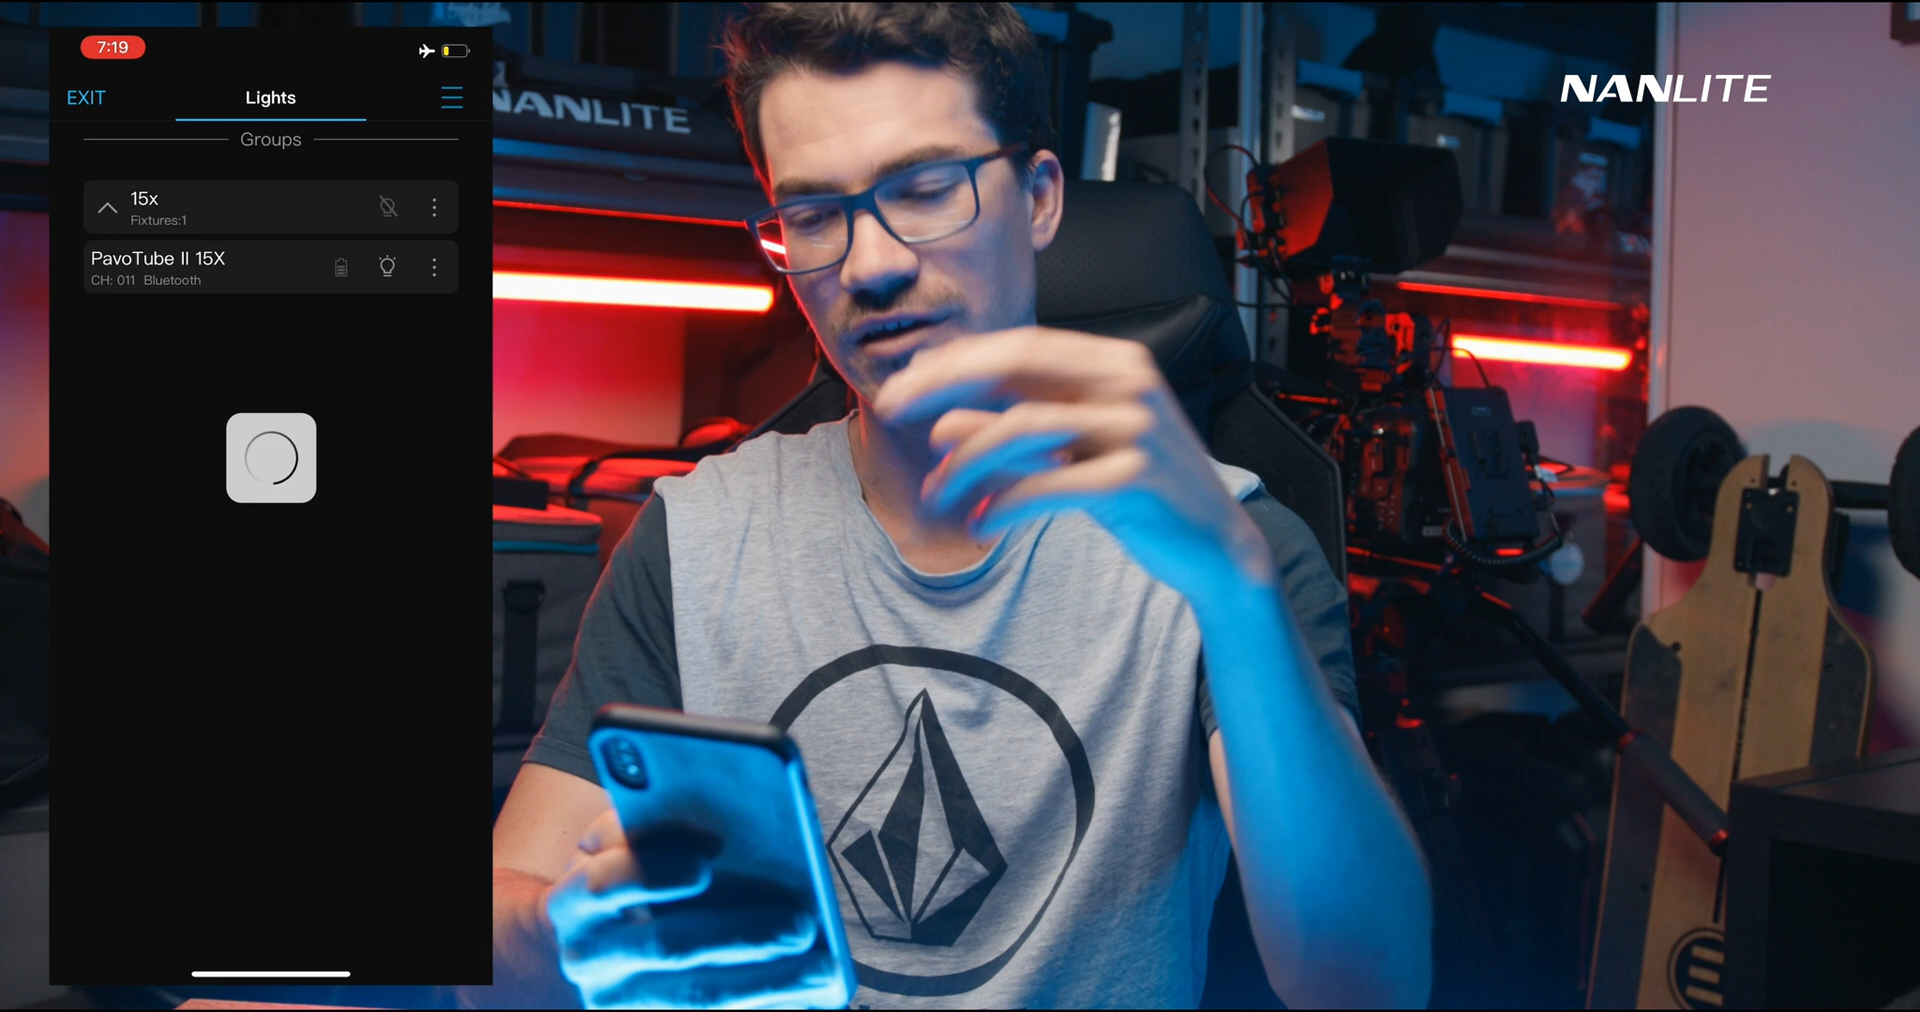 7:19
EXIT
Lights
Groups
15x
Fixtures:1
PavoTube II 15X
CH: 011 Bluetooth
NANLITE
NANLITE